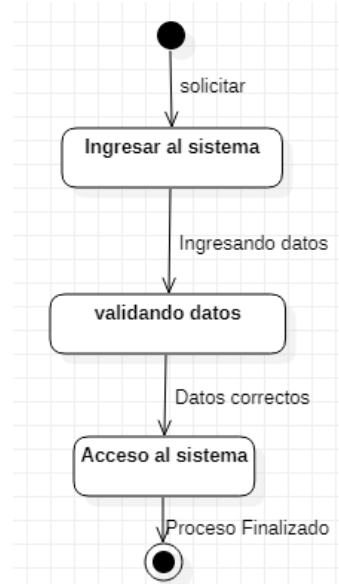 solicitar
Ingresar al sistema
Ingresando datos
validando datos
Datos correctos
Acceso al sistema
Proceso Finalizado